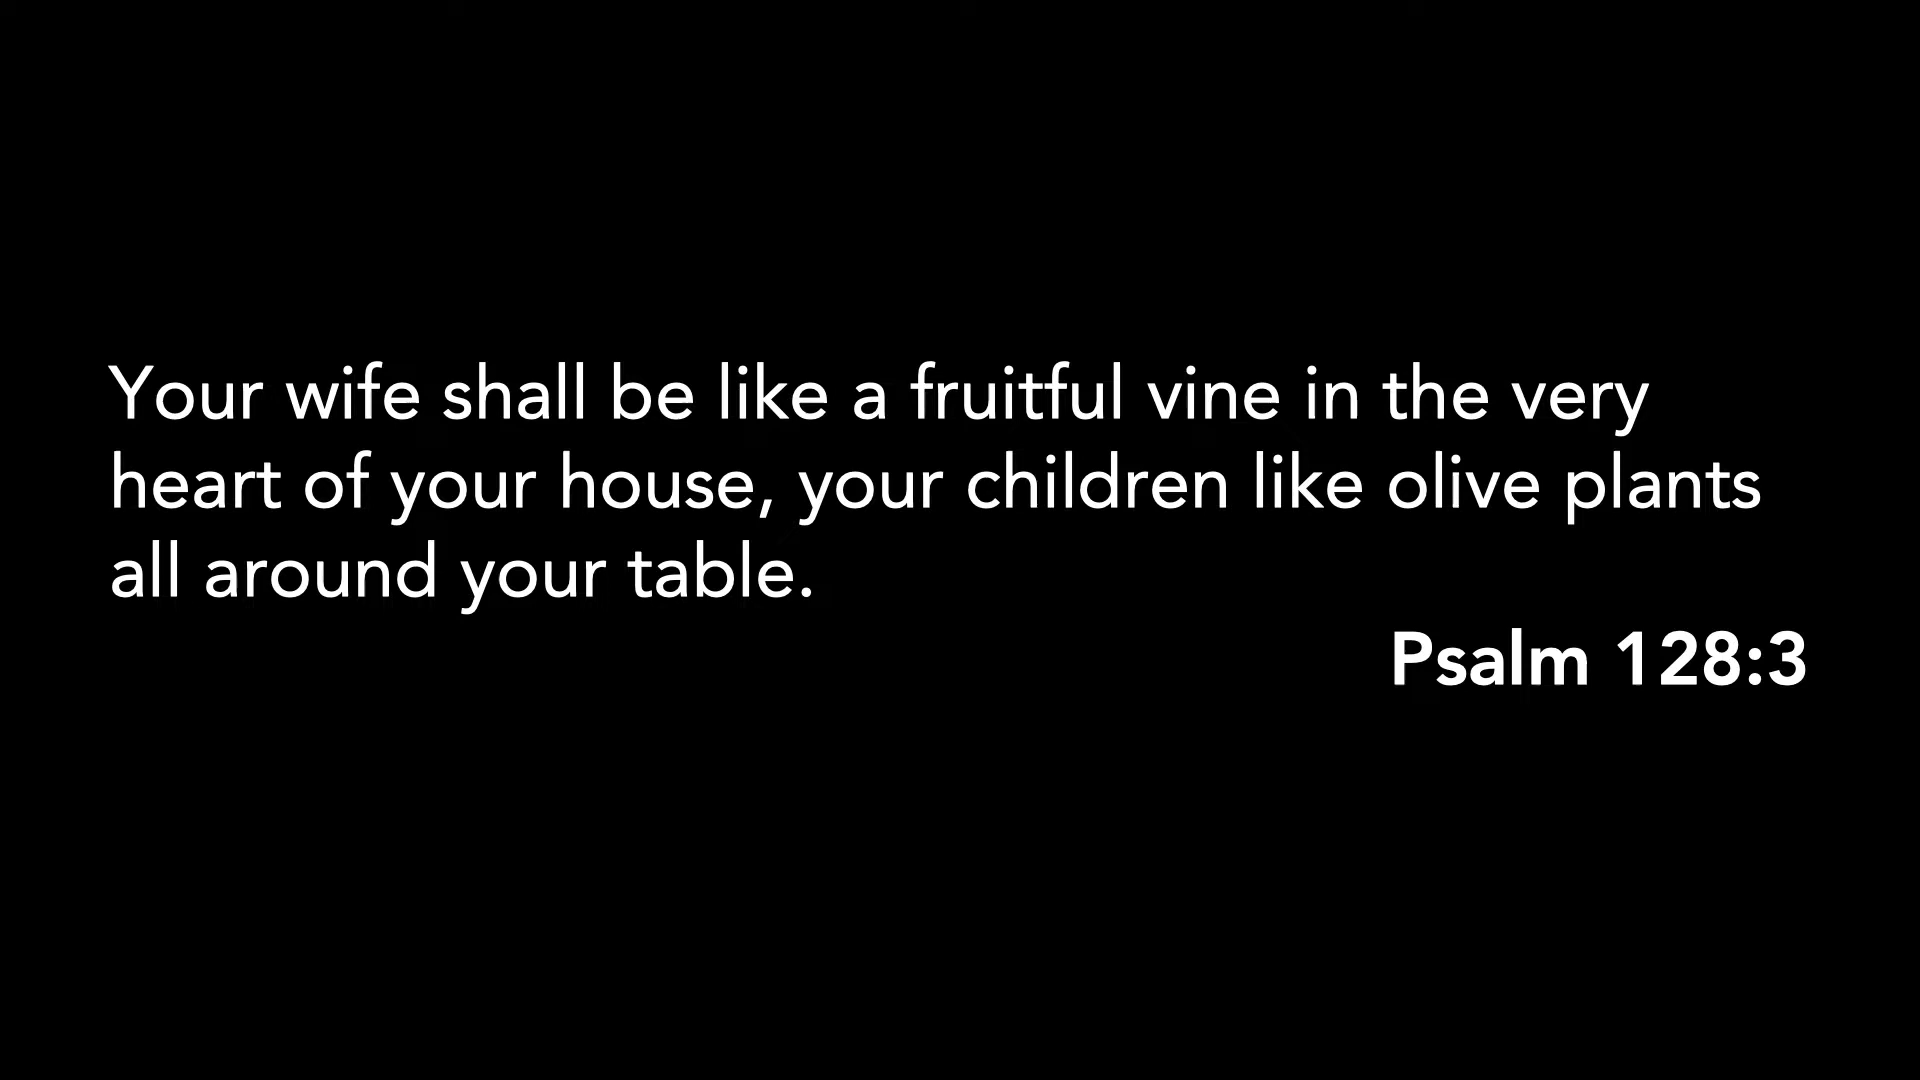 Your wife shall be like a fruitful vine in the very
heart of your house, your children like olive plants
all around your table.
Psalm 128:3